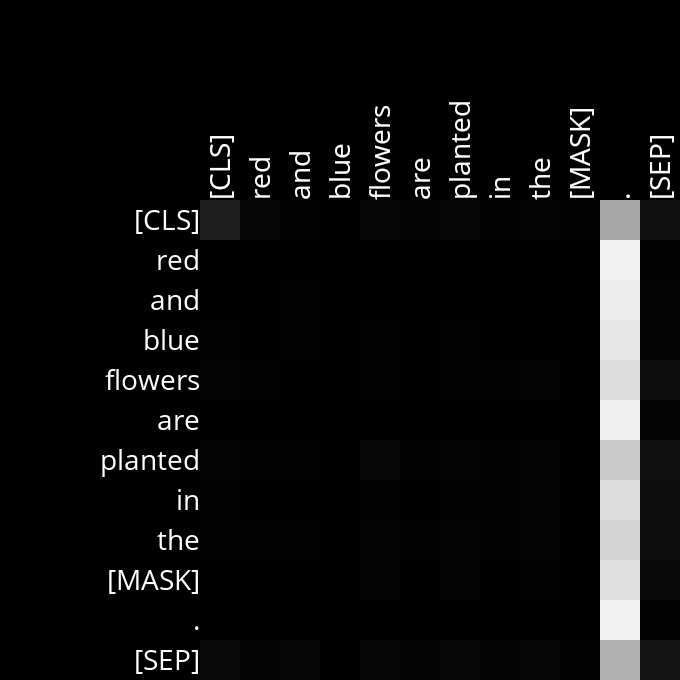 [CLS] red and blue flowers are planted in the [MASK] . [SEP]
[CLS]
red
and
blue
flowers
are
planted
in
the
[MASK]
.
[SEP]